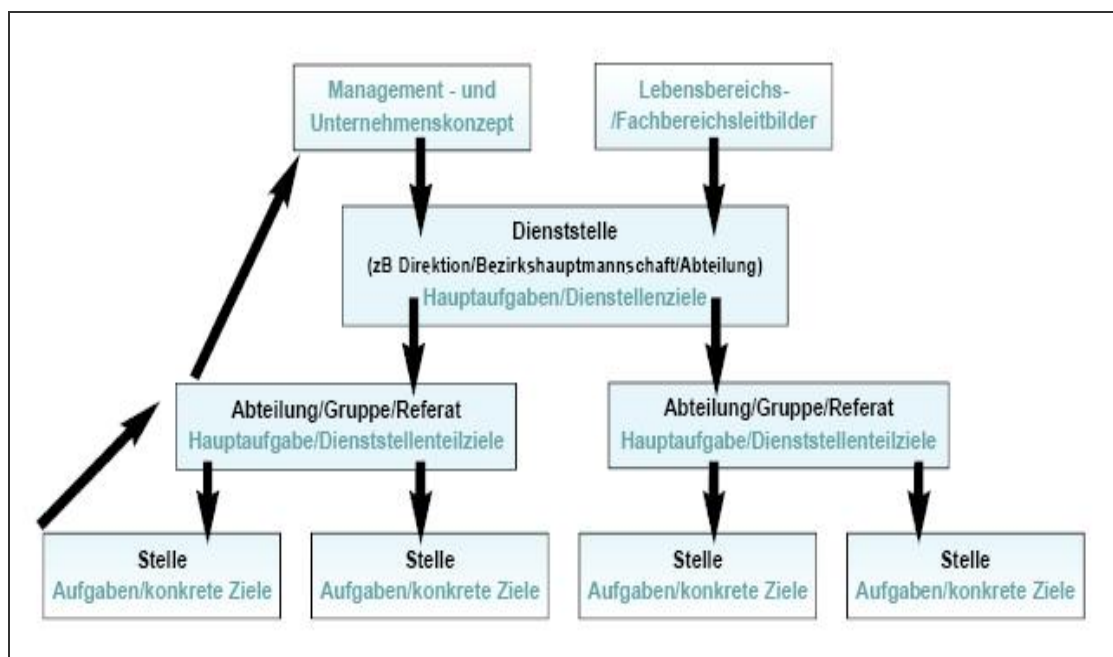 Management - und
Unternehmenskonzept
Lebensbereichs-
/Fachbereichsleitbilder
Dienststelle
(zB Direktion/Bezirkshauptmannschaft/Abteilung)
Hauptaufgaben/Dienstellenziele
Abteilung/Gruppe/Referat
Hauptaufgabe/Dienststellenteilziele
Abteilung/Gruppe/Referat
Hauptaufgabe/Dienststellenteilziele
Stelle
Aufgaben/konkrete Ziele
Stelle
Aufgaben/konkrete Ziele
Stelle
Aufgaben/konkrete Ziele
Stelle
Aufgaben/konkrete Ziele